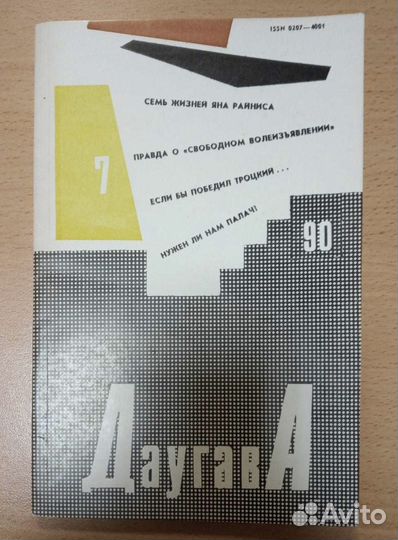 ISSN 0207—4001
СЕМЬ ЖИЗНЕЙ ЯНА РАЙНИСА
ПРАВДА О «СВОБОДНОМ ВОЛЕИЗЪЯВЛЕНИИ»
7
ЕСЛИ БЫ ПОБЕДИЛ ТРОЦКИЙ...
НУЖЕН ЛИ НАМ ПАЛАЧ!
90
ДаугавА
Avito